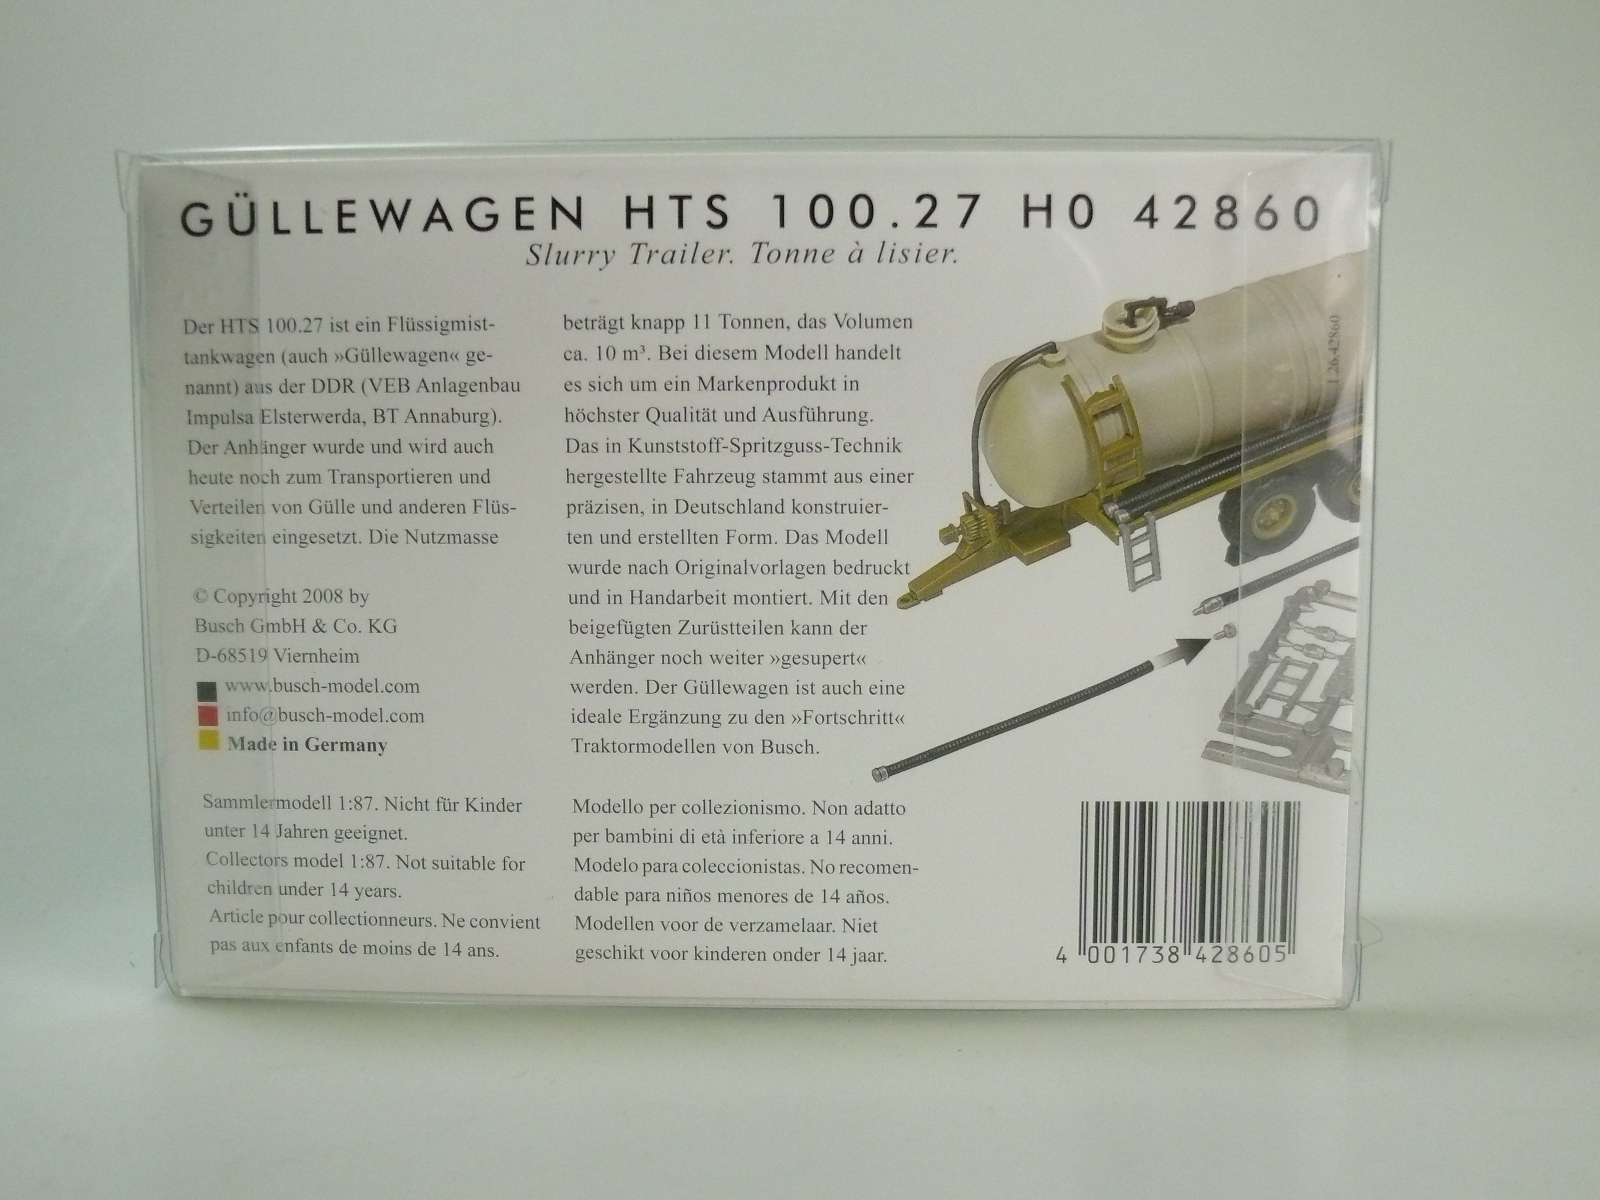 GÜLLEWAGEN HTS 100.27 H0 42860
Slurry Trailer. Tonne à lisier.
Der HTS 100.27 ist ein Flüssigmist-
tankwagen (auch »Güllewagen« ge-
nannt) aus der DDR (VEB Anlagenbau
Impulsa Elsterwerda, BT Annaburg).
Der Anhänger wurde und wird auch
heute noch zum Transportieren und
Verteilen von Gülle und anderen Flüs-
sigkeiten eingesetzt. Die Nutzmasse
© Copyright 2008 by
Busch GmbH & Co. KG
D-68519 Viernheim
www.busch-model.com
info@busch-model.com
Made in Germany
beträgt knapp 11 Tonnen, das Volumen
ca. 10 m³. Bei diesem Modell handelt
es sich um ein Markenprodukt in
höchster Qualität und Ausführung.
Das in Kunststoff-Spritzguss-Technik
hergestellte Fahrzeug stammt aus einer
präzisen, in Deutschland konstruier-
ten und erstellten Form. Das Modell
wurde nach Originalvorlagen bedruckt
und in Handarbeit montiert. Mit den
beigefügten Zurüstteilen kann der
Anhänger noch weiter »gesupert«
werden. Der Güllewagen ist auch eine
ideale Ergänzung zu den »Fortschritt«
Traktormodellen von Busch.
1.26.42860
Sammlermodell 1:87. Nicht für Kinder
unter 14 Jahren geeignet.
Collectors model 1:87. Not suitable for
children under 14 years.
Article pour collectionneurs. Ne convient
pas aux enfants de moins de 14 ans.
Modello per collezionismo. Non adatto
per bambini di età inferiore a 14 anni.
Modelo para coleccionistas. No recomen-
dable para niños menores de 14 años.
Modellen voor de verzamelaar. Niet
geschikt voor kinderen onder 14 jaar.
4 001738 428605